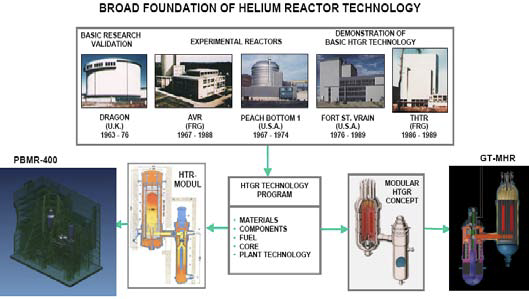 BROAD FOUNDATION OF HELIUM REACTOR TECHNOLOGY
BASIC RESEARCH
VALIDATION
EXPERIMENTAL REACTORS
DEMONSTRATION OF
BASIC HTGR TECHNOLOGY
DRAGON
(U.K.)
1963 - 76
AVR
(FRG)
1967 - 1988
PEACH BOTTOM 1
(U.S.A.)
1967 - 1974
FORT ST. VRAIN
(U.S.A.)
1976 - 1989
THTR
(FRG)
1986 - 1989
PBMR-400
HTR-
MODUL
HTGR TECHNOLOGY
PROGRAM
• MATERIALS
• COMPONENTS
• FUEL
• CORE
• PLANT TECHNOLOGY
MODULAR
HTGR
CONCEPT
GT-MHR